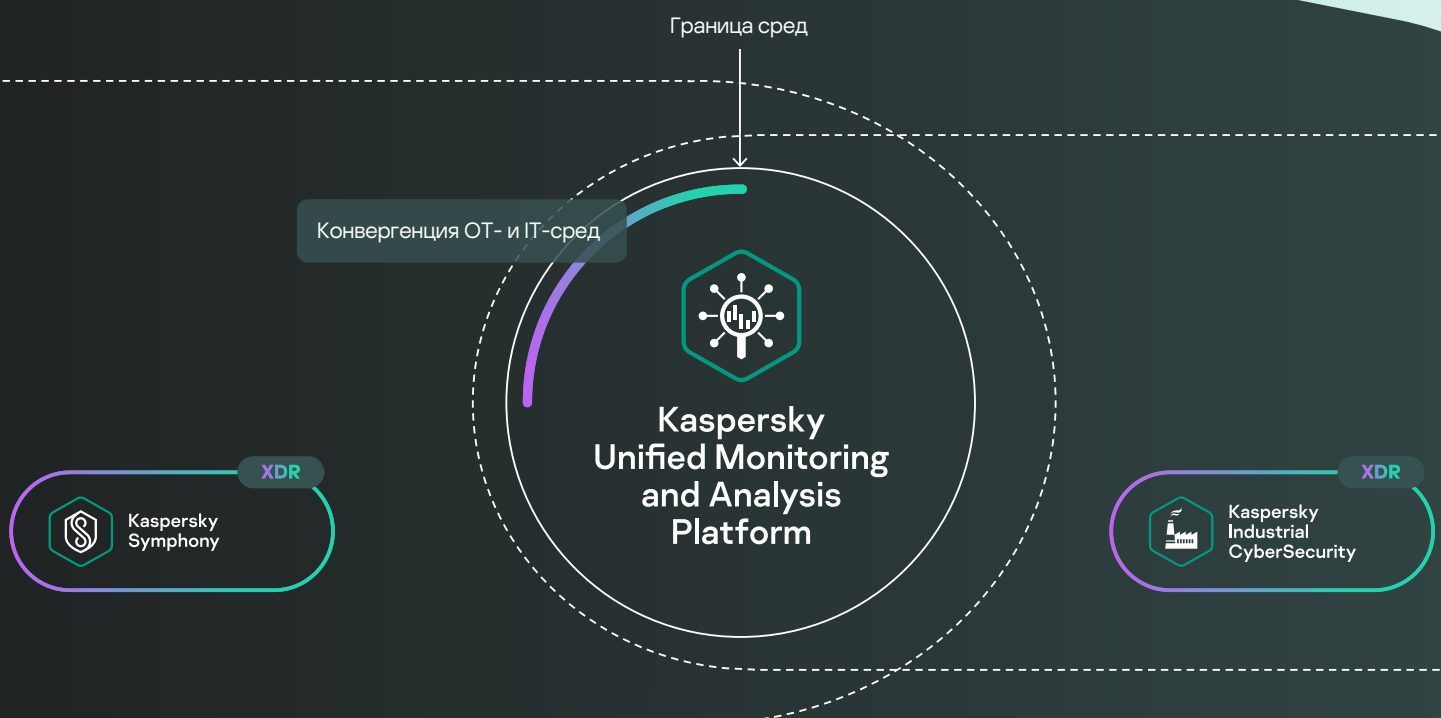 Граница сред
Конвергенция ОТ- и IT-сред
Kaspersky
Unified Monitoring
and Analysis
Platform
XDR
Kaspersky
Symphony
XDR
Kaspersky
Industrial
CyberSecurity